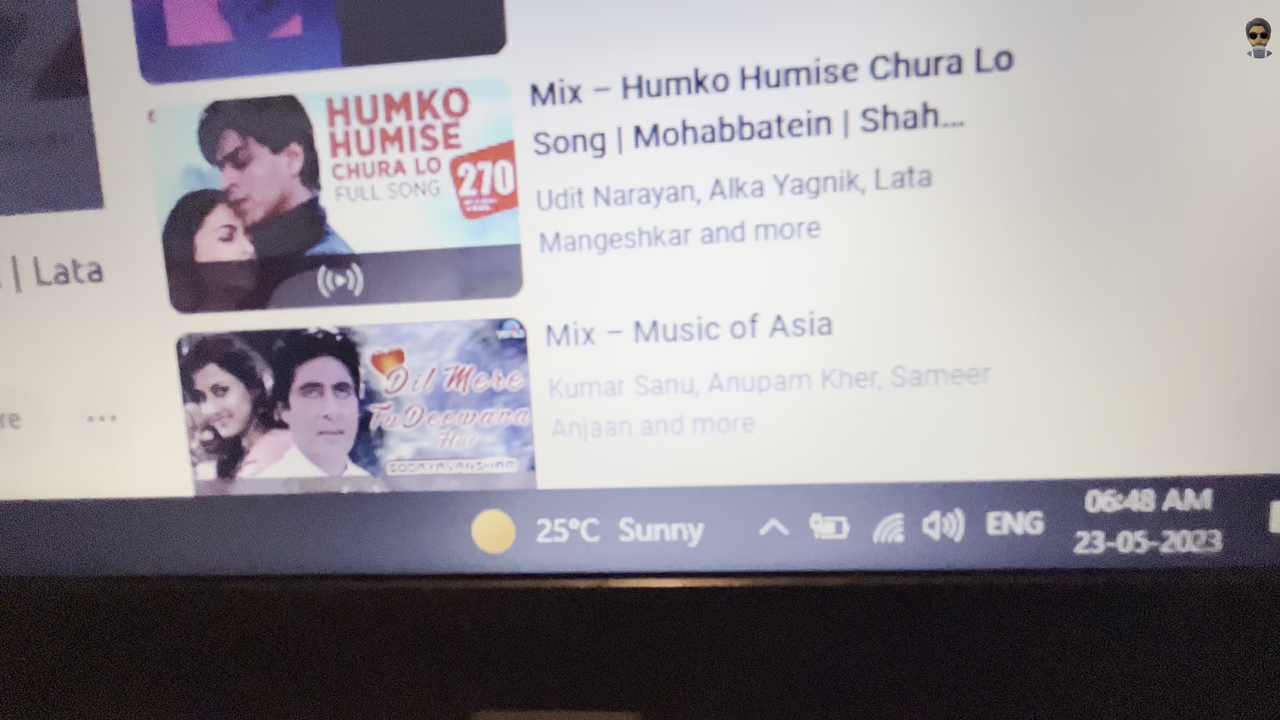 HUMKO
HUMISE
CHURA LO
FULL SONG
270
Mix – Humko Humise Chura Lo
Song | Mohabbatein | Shah...
Udit Narayan, Alka Yagnik, Lata
Mangeshkar and more
| Lata
Dil Mere
Tu Deewana
Hai
SOORYAVANSHAM
Mix – Music of Asia
Kumar Sanu, Anupam Kher, Sameer
Anjaan and more
re ...
25°C Sunny
ENG
06:48 AM
23-05-2023